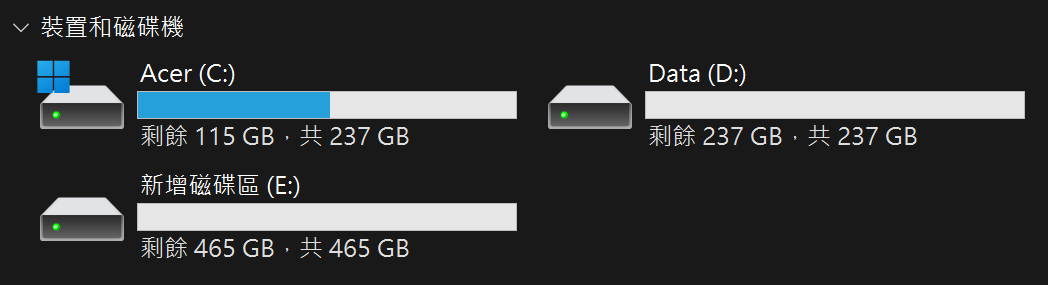 裝置和磁碟機
Acer (C:)
剩餘 115 GB，共 237 GB
Data (D:)
剩餘 237 GB，共 237 GB
新增磁碟區 (E:)
剩餘 465 GB，共 465 GB